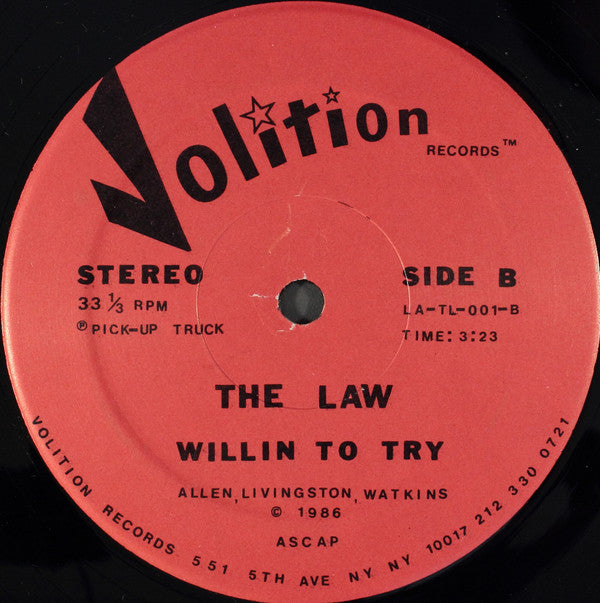 Volition
RECORDS™
STEREO
33 ⅓ RPM
℗ PICK-UP TRUCK
SIDE B
LA-TL-001-B
TIME: 3:23
THE LAW
WILLIN TO TRY
ALLEN, LIVINGSTON, WATKINS
© 1986
ASCAP
VOLITION RECORDS 551 5TH AVE NY NY 10017 212 330 0721